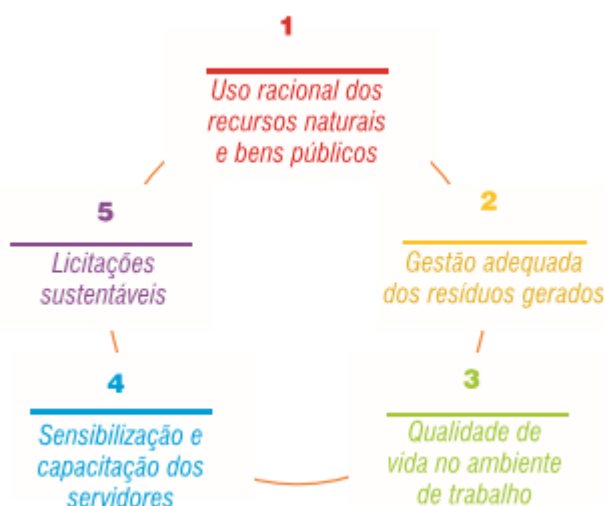 1
Uso racional dos
recursos naturais
e bens públicos
2
Gestão adequada
dos resíduos gerados
3
Qualidade de
vida no ambiente
de trabalho
4
Sensibilização e
capacitação dos
servidores
5
Licitações
sustentáveis